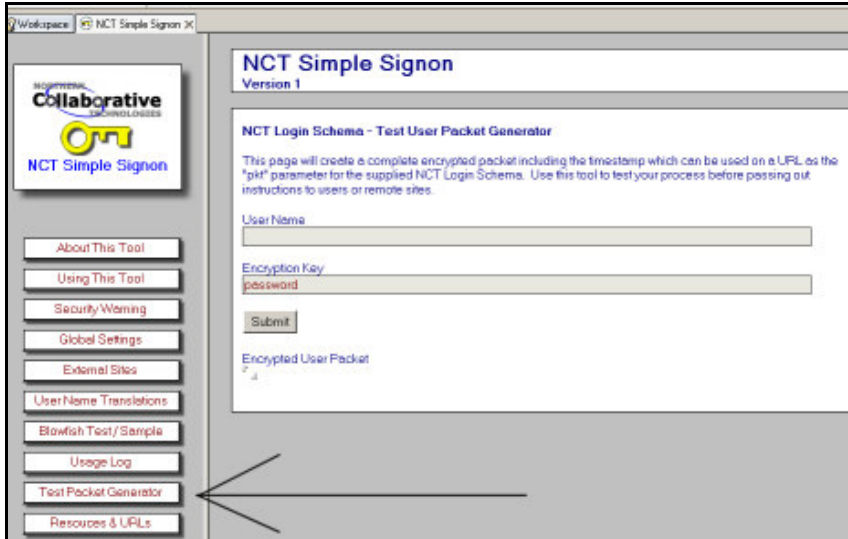 Workspace
NCT Simple Signon
NORTHERN
Collaborative
TECHNOLOGIES
NCT Simple Signon
About This Tool
Using This Tool
Security Warning
Global Settings
External Sites
User Name Translations
Blowfish Test/Sample
Usage Log
Test Packet Generator
Resouces & URLs
NCT Simple Signon
Version 1
NCT Login Schema - Test User Packet Generator
This page will create a complete encrypted packet including the timestamp which can be used on a URL as the
"pkt" parameter for the supplied NCT Login Schema. Use this tool to test your process before passing out
instructions to users or remote sites.
User Name
Encryption Key
password
Submit
Encrypted User Packet